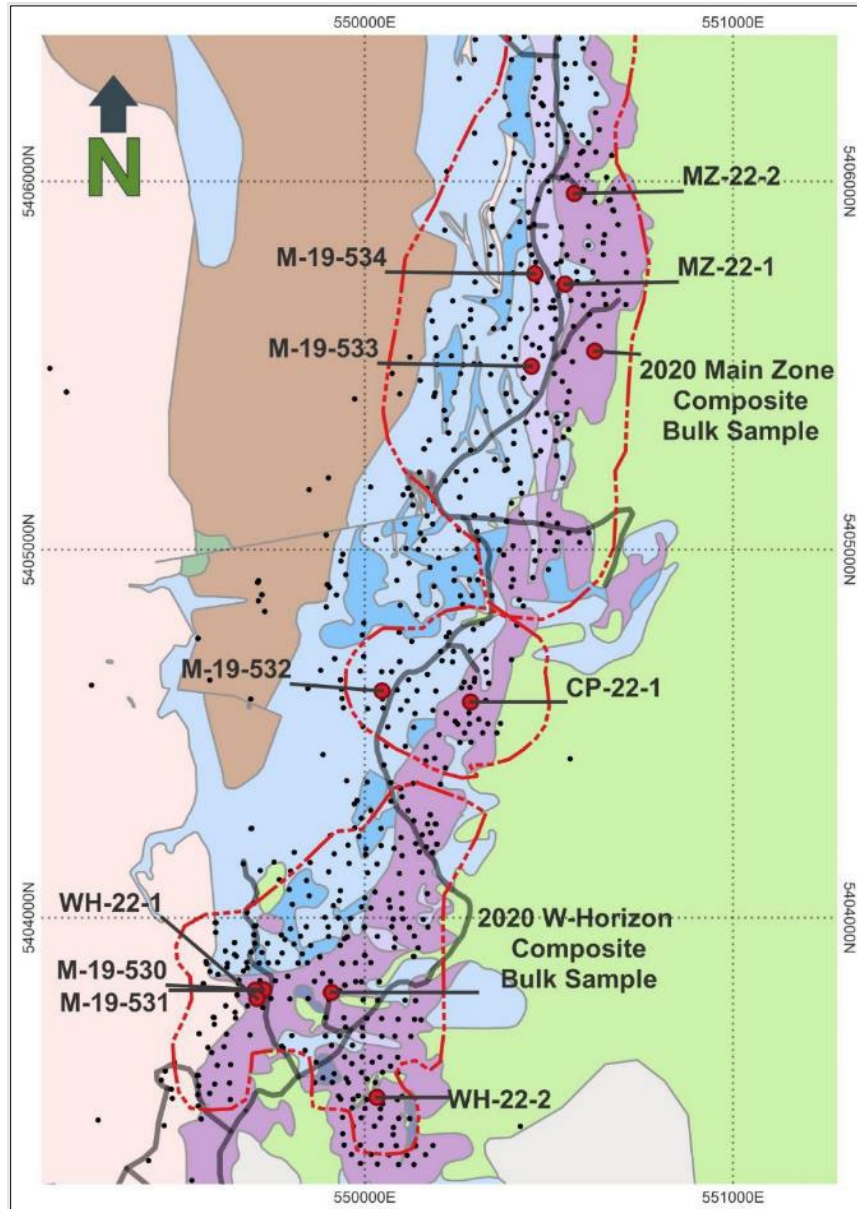 550000E
551000E
N
5406000N
5406000N
MZ-22-2
M-19-534
MZ-22-1
M-19-533
2020 Main Zone
Composite
Bulk Sample
5405000N
5405000N
M-19-532
CP-22-1
WH-22-1
5404000N
5404000N
2020 W-Horizon
Composite
Bulk Sample
M-19-530
M-19-531
WH-22-2
550000E
551000E